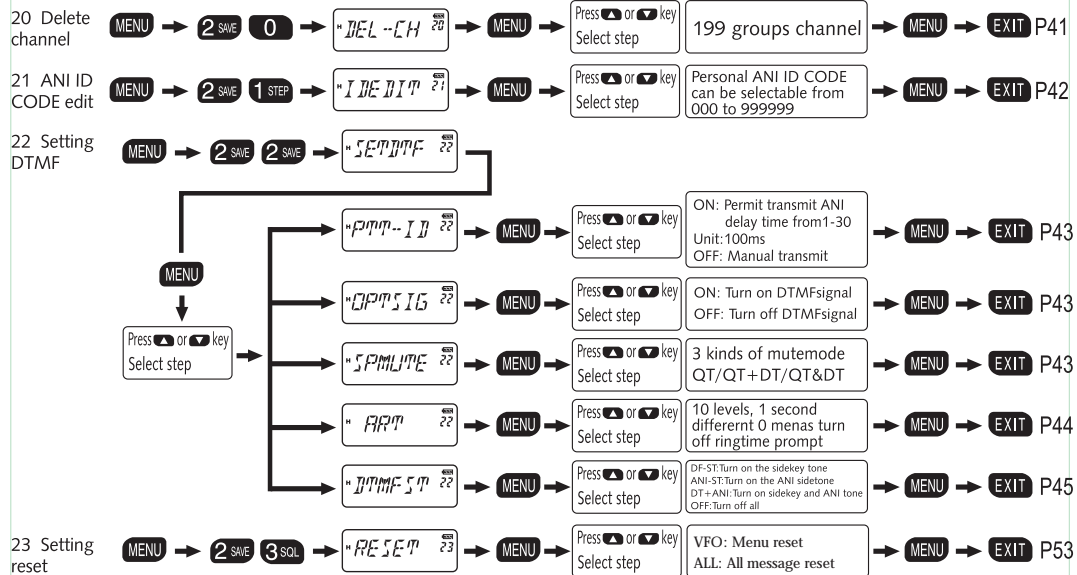 20 Delete channel MENU 2 SAVE 0 DEL--CH 20 MENU Press or key Select step 199 groups channel MENU EXIT P41
21 ANI ID CODE edit MENU 2 SAVE 1 STEP IDEDIT 21 MENU Press or key Select step Personal ANI ID CODE can be selectable from 000 to 999999 MENU EXIT P42
22 Setting DTMF MENU 2 SAVE 2 SAVE SETDTF 22
MENU
Press or key
Select step
PTT--ID 22 MENU Press or key Select step ON: Permit transmit ANI delay time from1-30 Unit:100ms OFF: Manual transmit MENU EXIT P43
OPTSIG 22 MENU Press or key Select step ON: Turn on DTMFsignal OFF: Turn off DTMFsignal MENU EXIT P43
SPMUTE 22 MENU Press or key Select step 3 kinds of mutemode QT/QT+DT/QT&DT MENU EXIT P43
ART 22 MENU Press or key Select step 10 levels, 1 second differernt 0 menas turn off ringtime prompt MENU EXIT P44
DTMFST 22 MENU Press or key Select step DF-ST:Turn on the sidekey tone ANI-ST:Turn on the ANI sidetone DT+ANI:Turn on sidekey and ANI tone OFF:Turn off all MENU EXIT P45
23 Setting reset MENU 2 SAVE 3 SQL RESET 23 MENU Press or key Select step VFO: Menu reset ALL: All message reset MENU EXIT P53